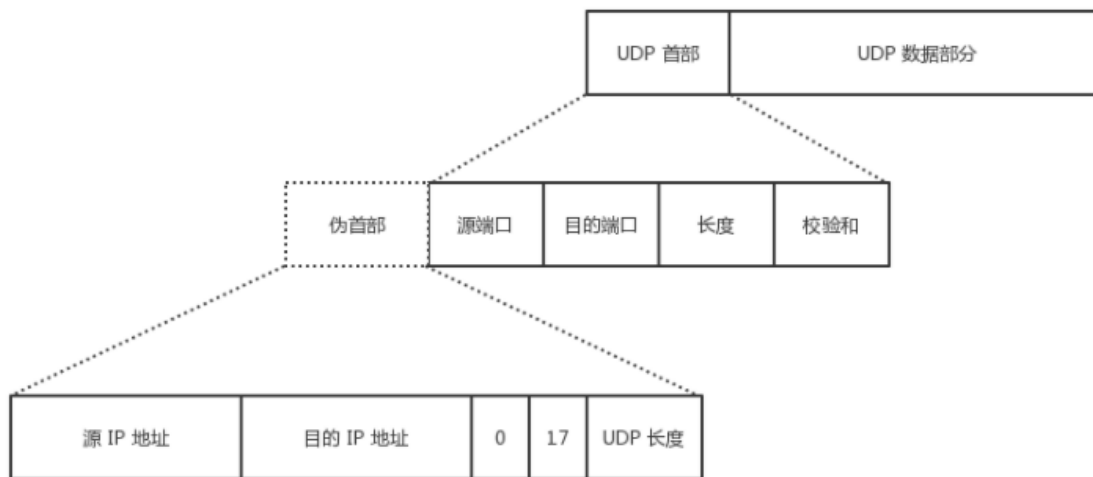 UDP 首部
UDP 数据部分
伪首部
源端口
目的端口
长度
校验和
源 IP 地址
目的 IP 地址
0
17
UDP 长度